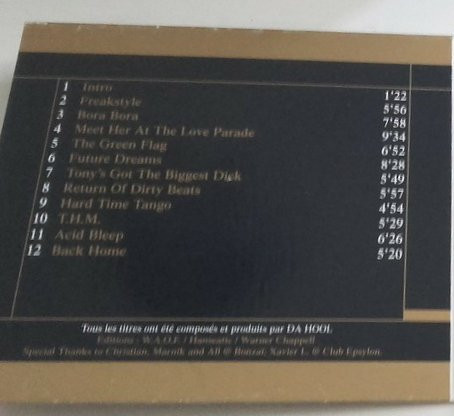 1 Intro 1'22
2 Freakstyle 5'56
3 Bora Bora 7'58
4 Meet Her At The Love Parade 9'34
5 The Green Flag 6'52
6 Future Dreams 8'28
7 Tony's Got The Biggest Dick 5'49
8 Return Of Dirty Beats 5'57
9 Hard Time Tango 4'54
10 T.H.M. 5'29
11 Acid Bleep 6'26
12 Back Home 5'20
Tous les titres ont été composés et produits par DA HOOL
Editions : W.A.O.F. / Hanseatic / Warner Chappell
Special Thanks to Christian, Marnik and All @ Bonzai, Xavier L. @ Club Epsylon.